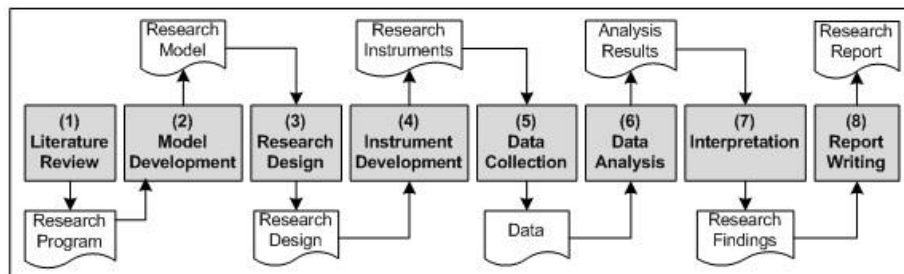 Research
Model
Research
Instruments
Analysis
Results
Research
Report
(1)
Literature
Review
(2)
Model
Development
(3)
Research
Design
(4)
Instrument
Development
(5)
Data
Collection
(6)
Data
Analysis
(7)
Interpretation
(8)
Report
Writing
Research
Program
Research
Design
Data
Research
Findings